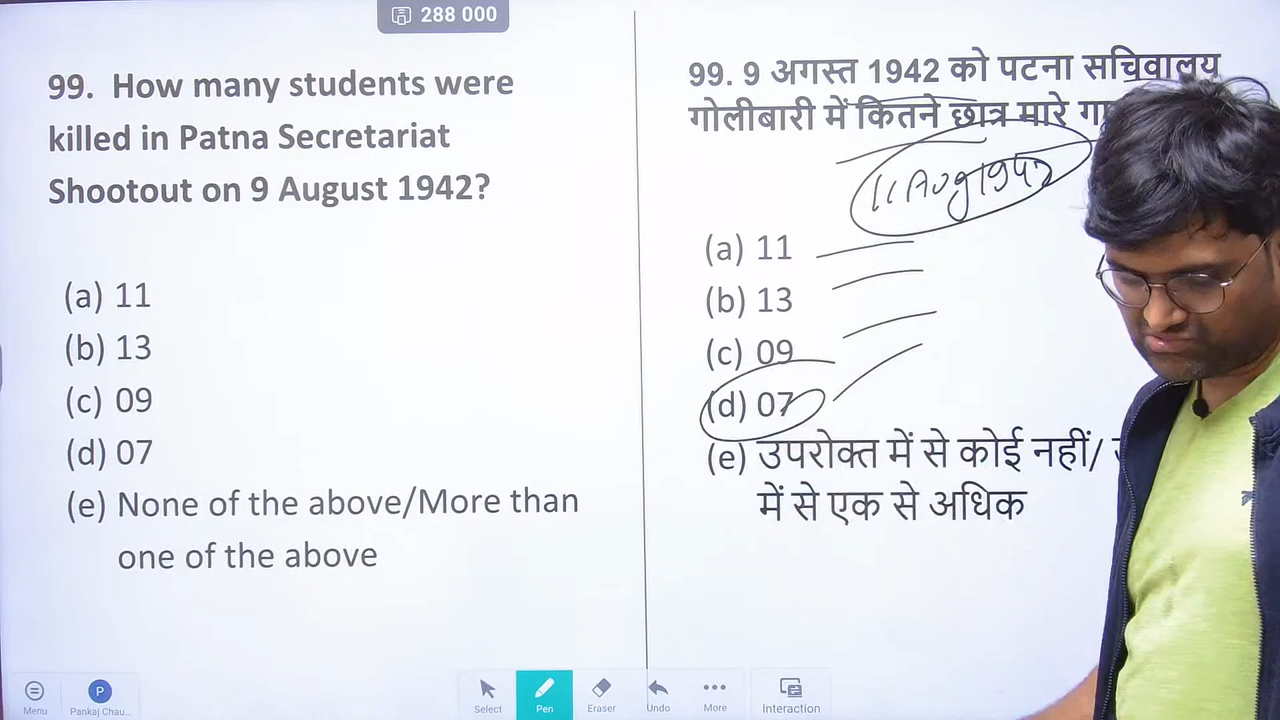 288 000
99. How many students were
killed in Patna Secretariat
Shootout on 9 August 1942?
(a) 11
(b) 13
(c) 09
(d) 07
(e) None of the above/More than
one of the above
99. 9 अगस्त 1942 को पटना सचिवालय
गोलीबारी में कितने छात्र मारे
11 Aug 1942
(a) 11
(b) 13
(c) 09
(d) 07
(e) उपरोक्त में से कोई नहीं/
में से एक से अधिक
Menu
P
Pankaj Chau...
Select
Pen
Eraser
Undo
More
Interaction